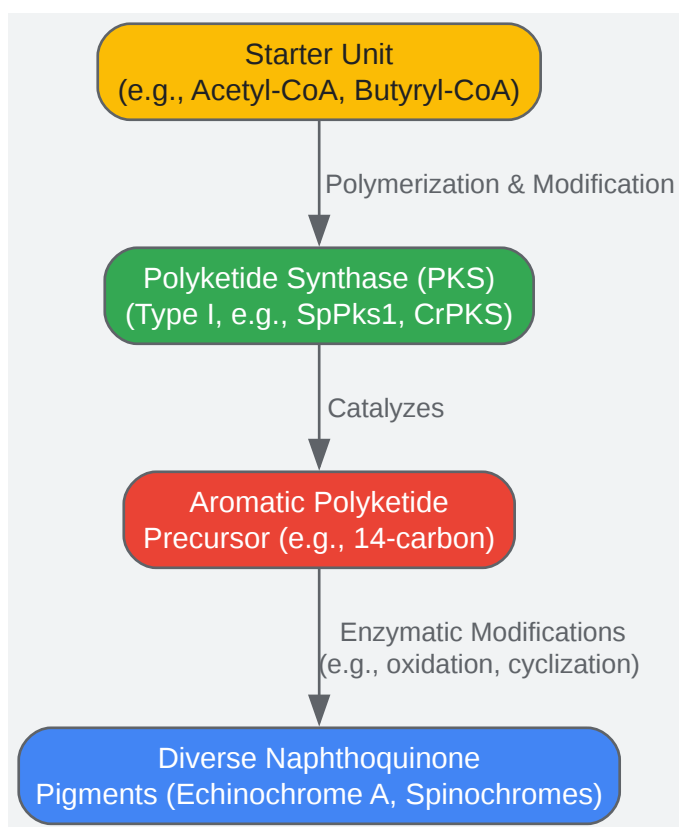 Starter Unit
(e.g., Acetyl-CoA, Butyryl-CoA)
Polymerization & Modification
Polyketide Synthase (PKS)
(Type I, e.g., SpPks1, CrPKS)
Catalyzes
Aromatic Polyketide
Precursor (e.g., 14-carbon)
Enzymatic Modifications
(e.g., oxidation, cyclization)
Diverse Naphthoquinone
Pigments (Echinochrome A, Spinochromes)